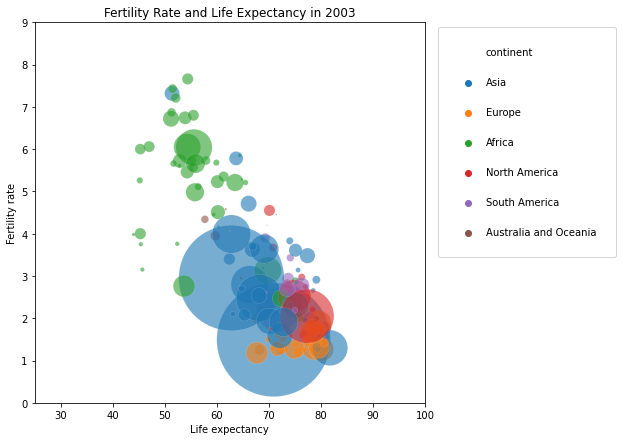 Fertility Rate and Life Expectancy in 2003
9
8
7
6
5
4
3
2
1
0
Fertility rate
30 40 50 60 70 80 90 100
Life expectancy
continent
Asia
Europe
Africa
North America
South America
Australia and Oceania